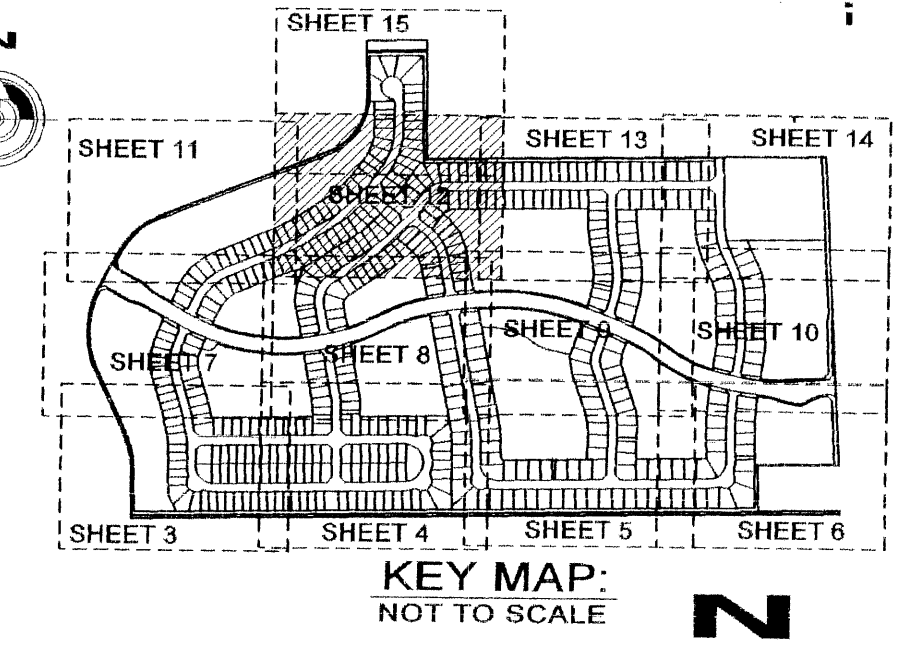 SHEET 15
N
SHEET 11
SHEET 13
SHEET 14
SHEET 12
SHEET 7
SHEET 8
SHEET 9
SHEET 10
SHEET 3
SHEET 4
SHEET 5
SHEET 6
KEY MAP:
NOT TO SCALE
N